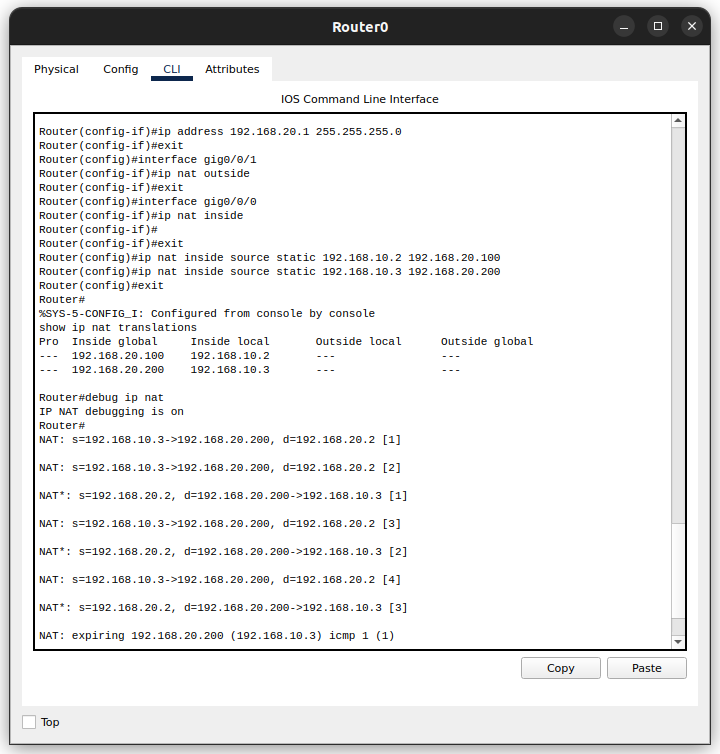 Router0
Physical Config CLI Attributes
IOS Command Line Interface
Router(config-if)#ip address 192.168.20.1 255.255.255.0
Router(config-if)#exit
Router(config)#interface gig0/0/1
Router(config-if)#ip nat outside
Router(config-if)#exit
Router(config)#interface gig0/0/0
Router(config-if)#ip nat inside
Router(config-if)#
Router(config-if)#exit
Router(config)#ip nat inside source static 192.168.10.2 192.168.20.100
Router(config)#ip nat inside source static 192.168.10.3 192.168.20.200
Router(config)#exit
Router#
%SYS-5-CONFIG_I: Configured from console by console
show ip nat translations
Pro  Inside global     Inside local       Outside local      Outside global
---  192.168.20.100    192.168.10.2       ---                ---
---  192.168.20.200    192.168.10.3       ---                ---
Router#debug ip nat
IP NAT debugging is on
Router#
NAT: s=192.168.10.3->192.168.20.200, d=192.168.20.2 [1]
NAT: s=192.168.10.3->192.168.20.200, d=192.168.20.2 [2]
NAT*: s=192.168.20.2, d=192.168.20.200->192.168.10.3 [1]
NAT: s=192.168.10.3->192.168.20.200, d=192.168.20.2 [3]
NAT*: s=192.168.20.2, d=192.168.20.200->192.168.10.3 [2]
NAT: s=192.168.10.3->192.168.20.200, d=192.168.20.2 [4]
NAT*: s=192.168.20.2, d=192.168.20.200->192.168.10.3 [3]
NAT: expiring 192.168.20.200 (192.168.10.3) icmp 1 (1)
Copy Paste
Top